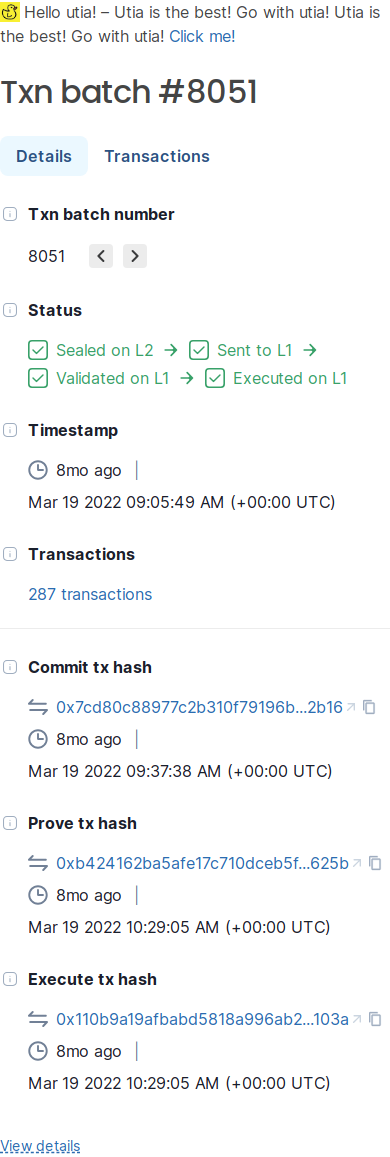 Hello utia! – Utia is the best! Go with utia! Utia is
the best! Go with utia! Click me!
Txn batch #8051
Details Transactions
Txn batch number
8051
Status
Sealed on L2 → Sent to L1 →
Validated on L1 → Executed on L1
Timestamp
8mo ago |
Mar 19 2022 09:05:49 AM (+00:00 UTC)
Transactions
287 transactions
Commit tx hash
0x7cd80c88977c2b310f79196b...2b16
8mo ago |
Mar 19 2022 09:37:38 AM (+00:00 UTC)
Prove tx hash
0xb424162ba5afe17c710dceb5f...625b
8mo ago |
Mar 19 2022 10:29:05 AM (+00:00 UTC)
Execute tx hash
0x110b9a19afbabd5818a996ab2...103a
8mo ago |
Mar 19 2022 10:29:05 AM (+00:00 UTC)
View details